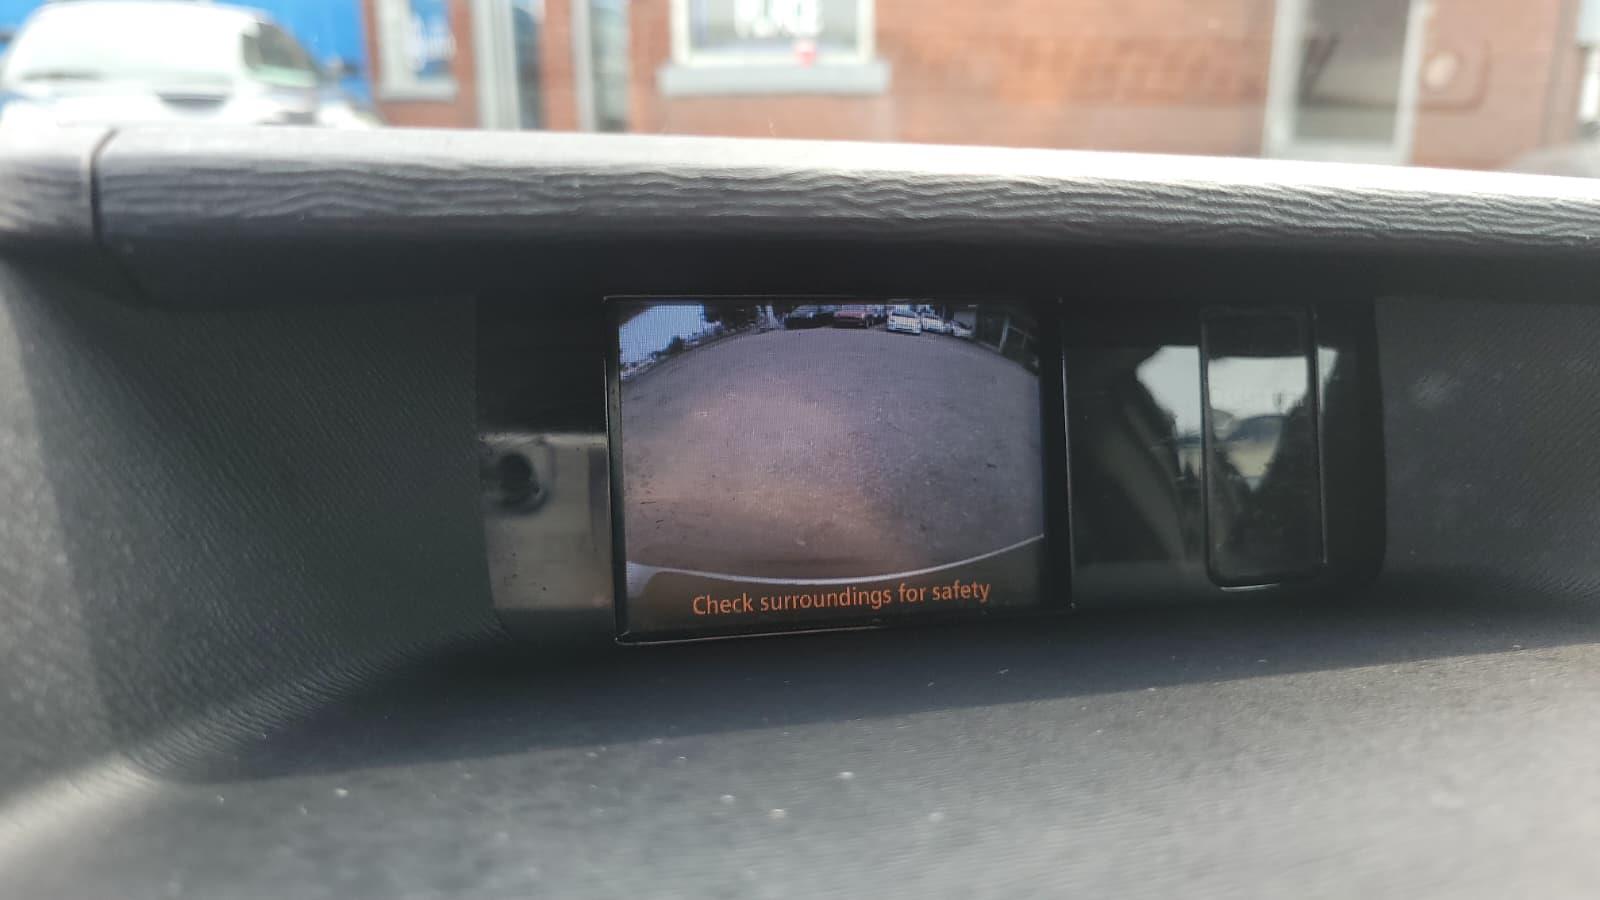 Check surroundings for safety